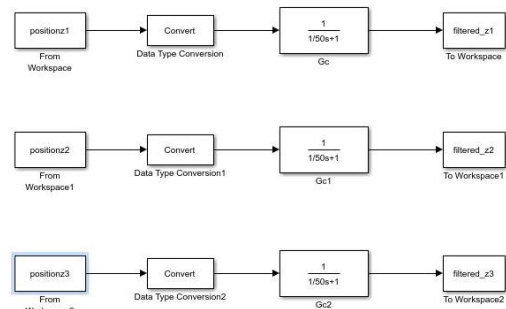 positionz1
Convert
1
1/50s+1
filtered_z1
From
Workspace
Data Type Conversion
Gc
To Workspace
positionz2
Convert
1
1/50s+1
filtered_z2
From
Workspace1
Data Type Conversion1
Gc1
To Workspace1
positionz3
Convert
1
1/50s+1
filtered_z3
From
Data Type Conversion2
Gc2
To Workspace2